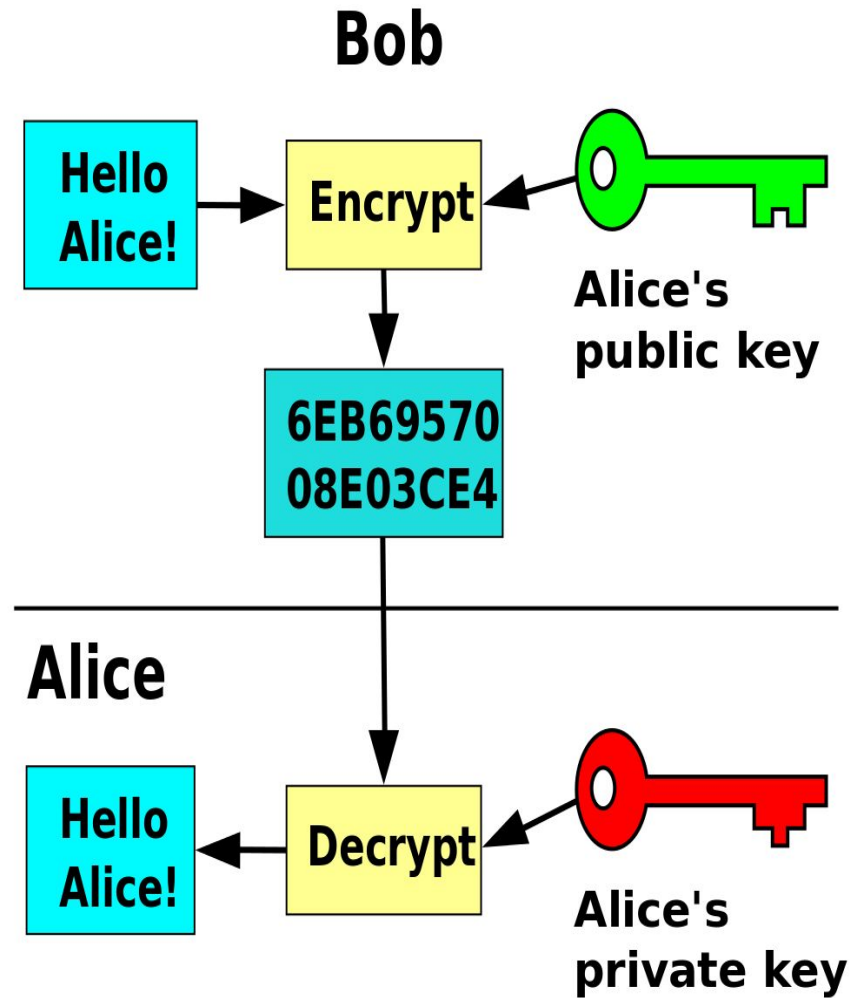 Bob
Hello
Alice!
Encrypt
Alice's
public key
6EB69570
08E03CE4
Alice
Hello
Alice!
Decrypt
Alice's
private key